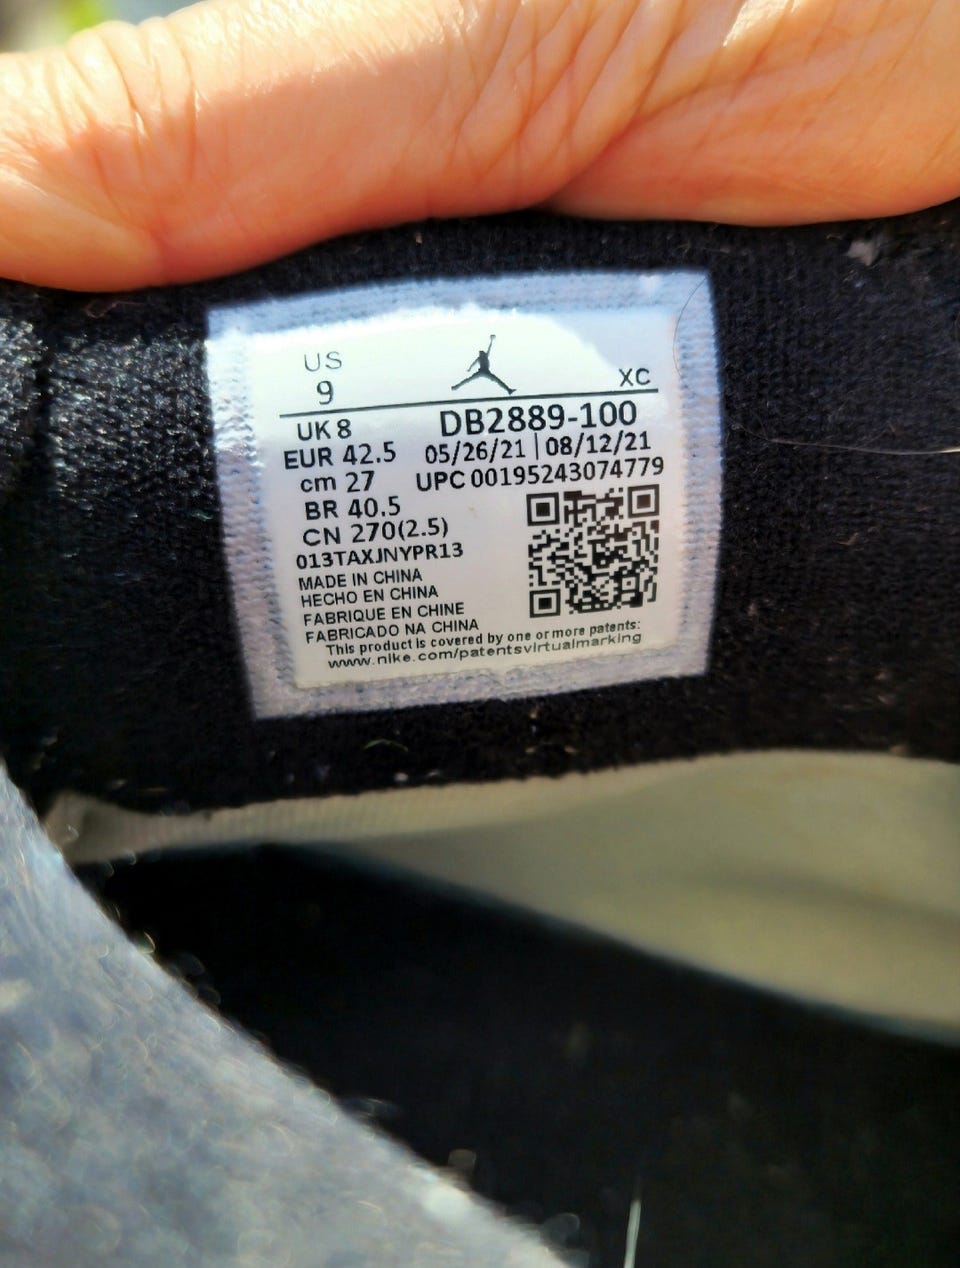 US
9
XC
UK 8 DB2889-100
EUR 42.5 05/26/21 | 08/12/21
cm 27 UPC 00195243074779
BR 40.5
CN 270(2.5)
013TAXJNYPR13
MADE IN CHINA
HECHO EN CHINA
FABRIQUE EN CHINE
FABRICADO NA CHINA
This product is covered by one or more patents:
www.nike.com/patentsvirtualmarking